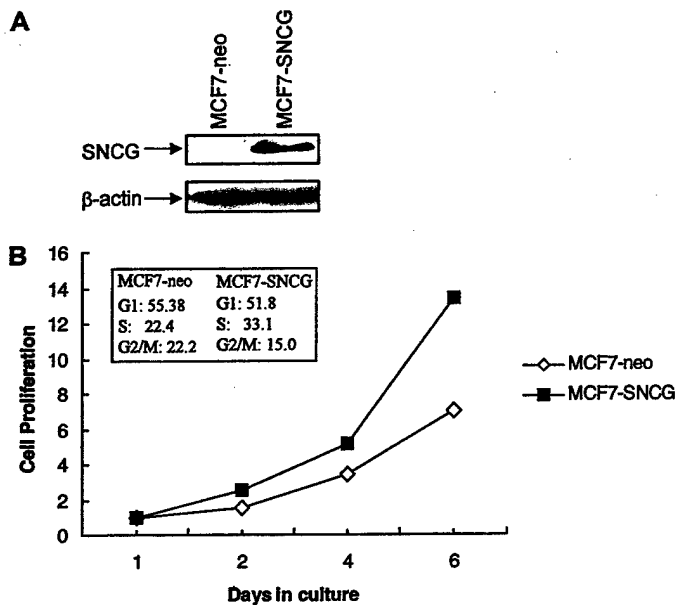 A
MCF7-neo
MCF7-SNCG
SNCG
β-actin
B
16
14
12
10
8
6
4
2
0
Cell Proliferation
MCF7-neo MCF7-SNCG
G1: 55.38 G1: 51.8
S: 22.4 S: 33.1
G2/M: 22.2 G2/M: 15.0
MCF7-neo
MCF7-SNCG
1 2 4 6
Days in culture